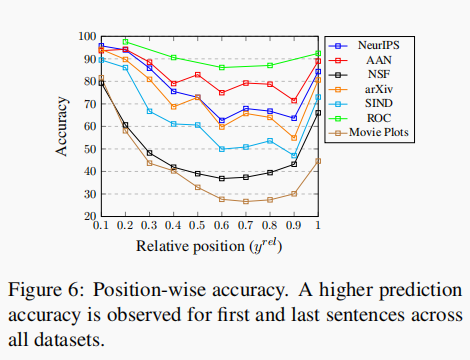 100
90
80
70
60
50
40
30
20
Accuracy
0.1 0.2 0.3 0.4 0.5 0.6 0.7 0.8 0.9 1
Relative position (y^rel)
NeurIPS
AAN
NSF
arXiv
SIND
ROC
Movie Plots
Figure 6: Position-wise accuracy. A higher prediction
accuracy is observed for first and last sentences across
all datasets.